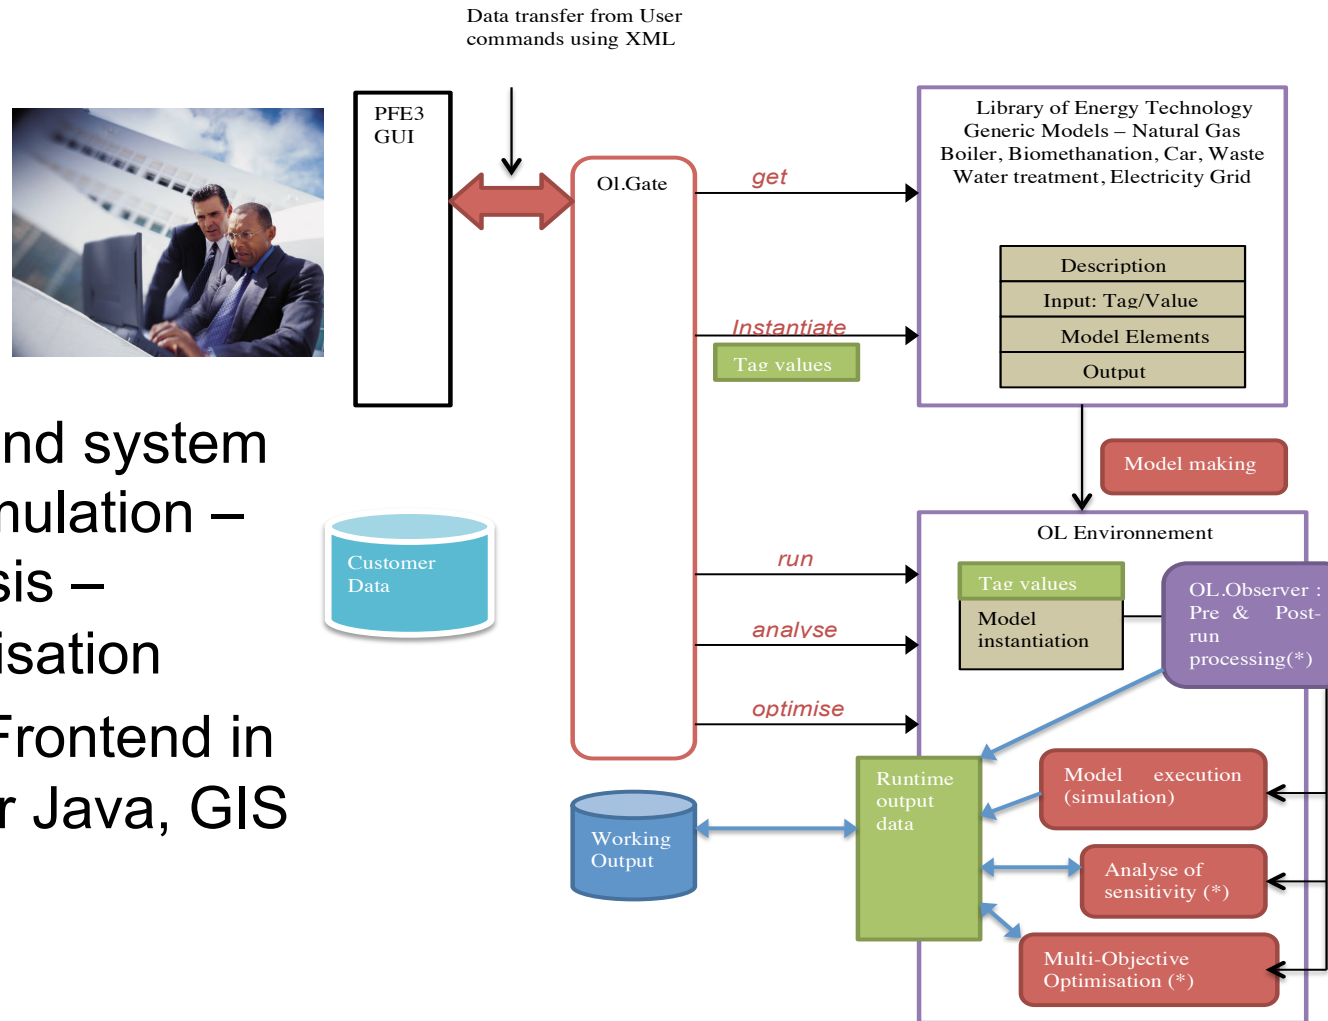 Data transfer from User
commands using XML
PFE3
GUI
Ol.Gate
get
Instantiate
Tag values
Library of Energy Technology
Generic Models – Natural Gas
Boiler, Biomethanation, Car, Waste
Water treatment, Electricity Grid
Description
Input: Tag/Value
Model Elements
Output
Model making
nd system
mulation –
sis –
isation
Frontend in
r Java, GIS
Customer
Data
run
analyse
optimise
OL Environnement
Tag values
Model
instantiation
OL.Observer :
Pre & Post-
run
processing(*)
Runtime
output
data
Working
Output
Model execution
(simulation)
Analyse of
sensitivity (*)
Multi-Objective
Optimisation (*)